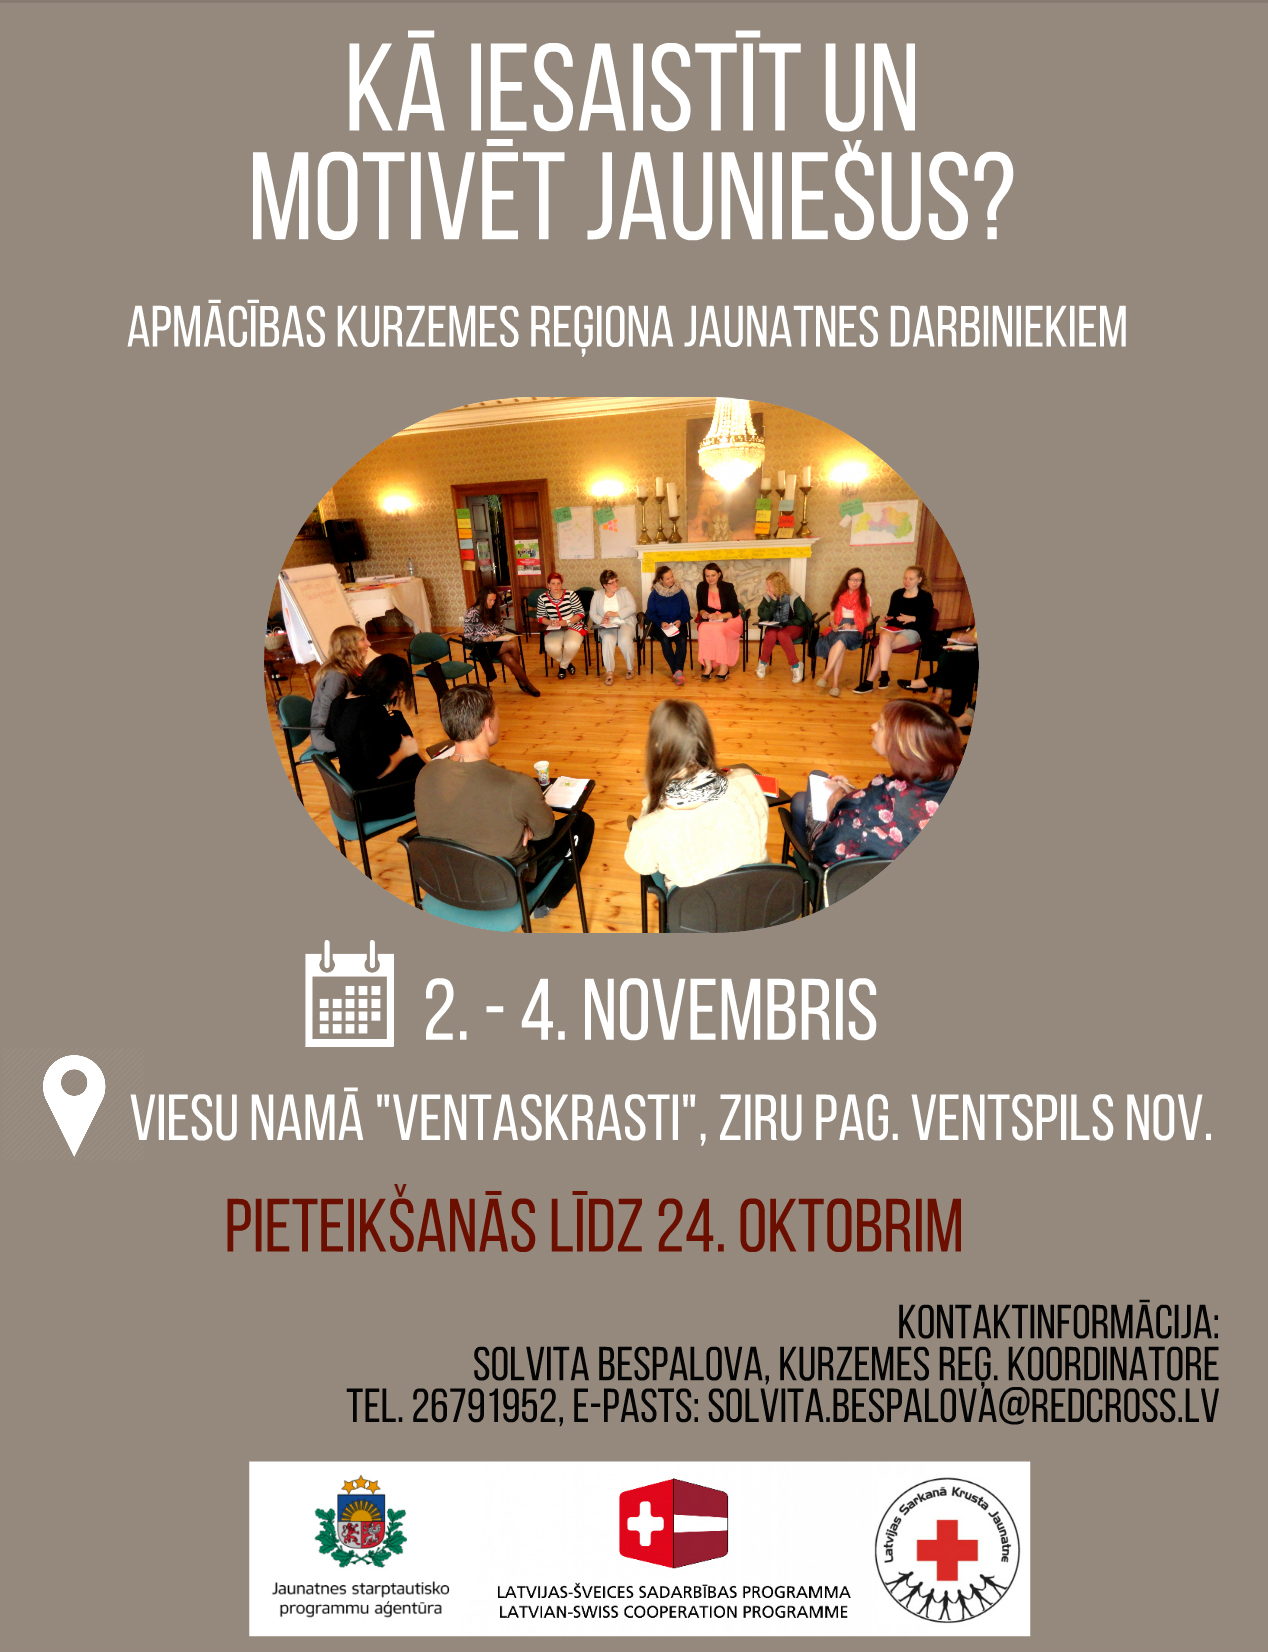 KĀ IESAISTĪT UN
MOTIVĒT JAUNIEŠUS?
APMĀCĪBAS KURZEMES REĢIONA JAUNATNES DARBINIEKIEM
2. - 4. NOVEMBRIS
VIESU NAMĀ "VENTASKRASTI", ZIRU PAG. VENTSPILS NOV.
PIETEIKŠANĀS LĪDZ 24. OKTOBRIM
KONTAKTINFORMĀCIJA:
SOLVITA BESPALOVA, KURZEMES REĢ. KOORDINATORE
TEL. 26791952, E-PASTS: SOLVITA.BESPALOVA@REDCROSS.LV
Jaunatnes starptautisko
programmu aģentūra
LATVIJAS-ŠVEICES SADARBĪBAS PROGRAMMA
LATVIAN-SWISS COOPERATION PROGRAMME
Latvijas Sarkanā Krusta Jaunatne